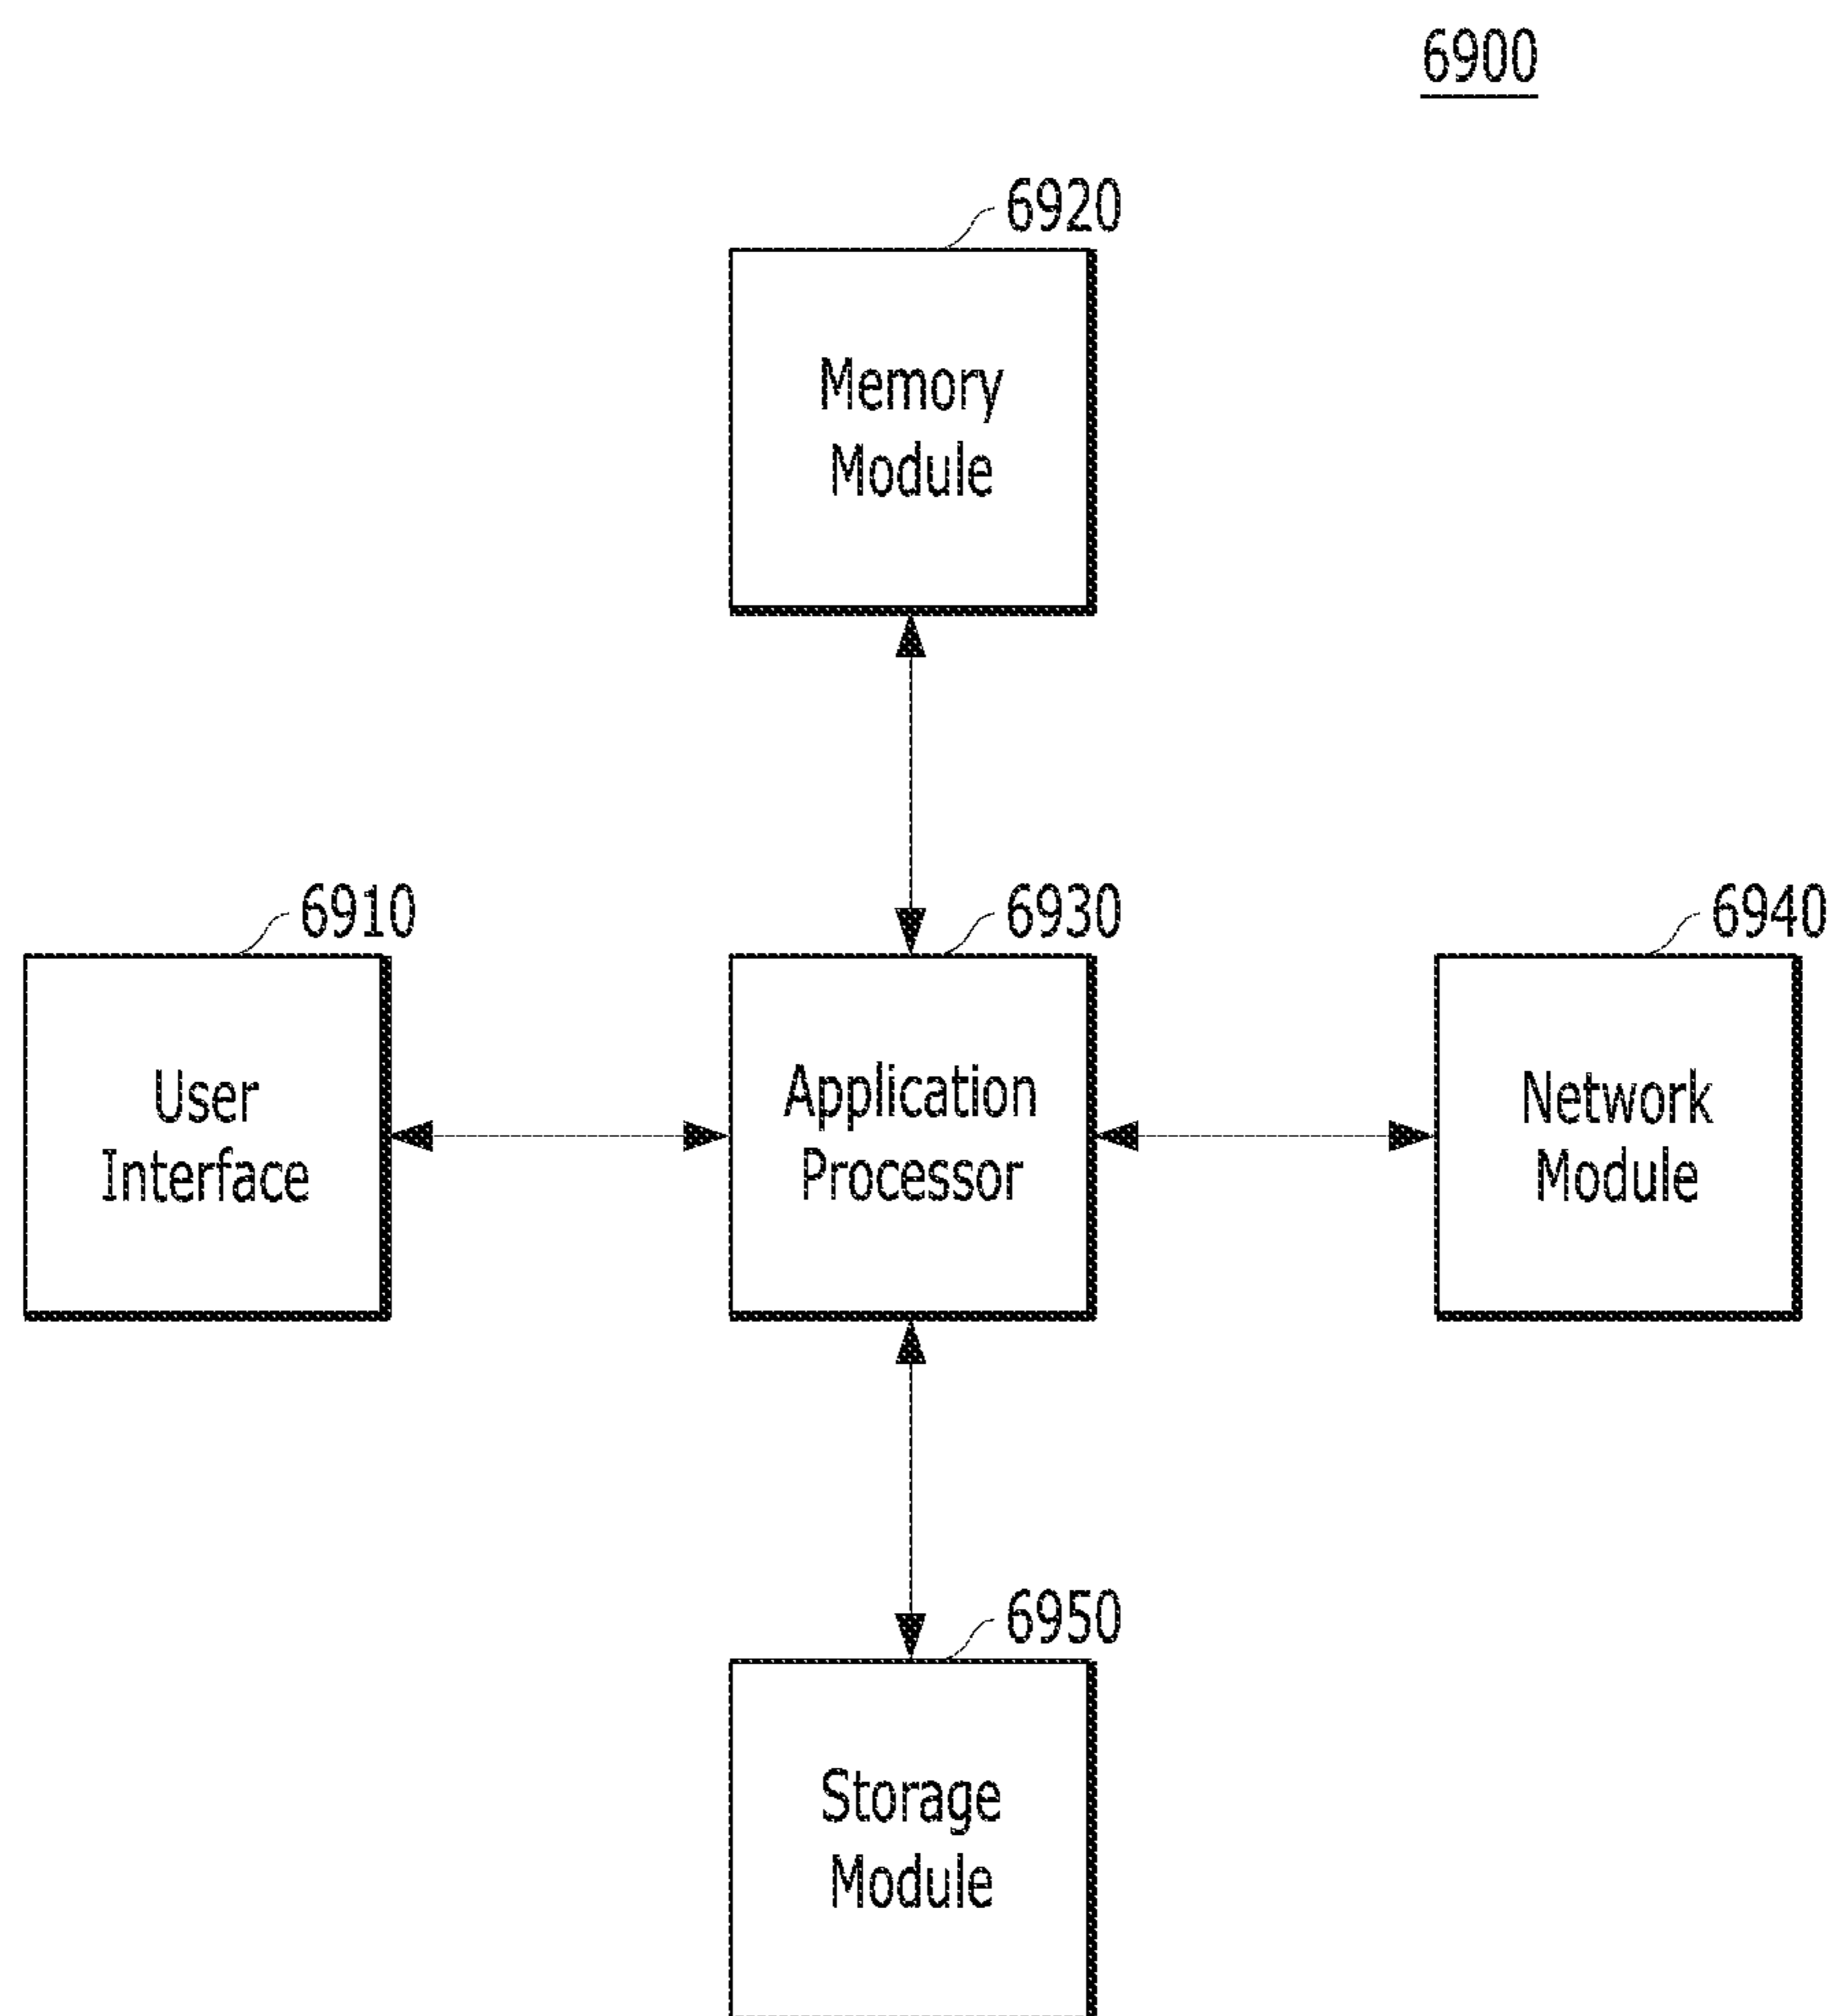 6900
6920
Memory
Module
6910
6930
6940
User
Interface
Application
Processor
Network
Module
6950
Storage
Module